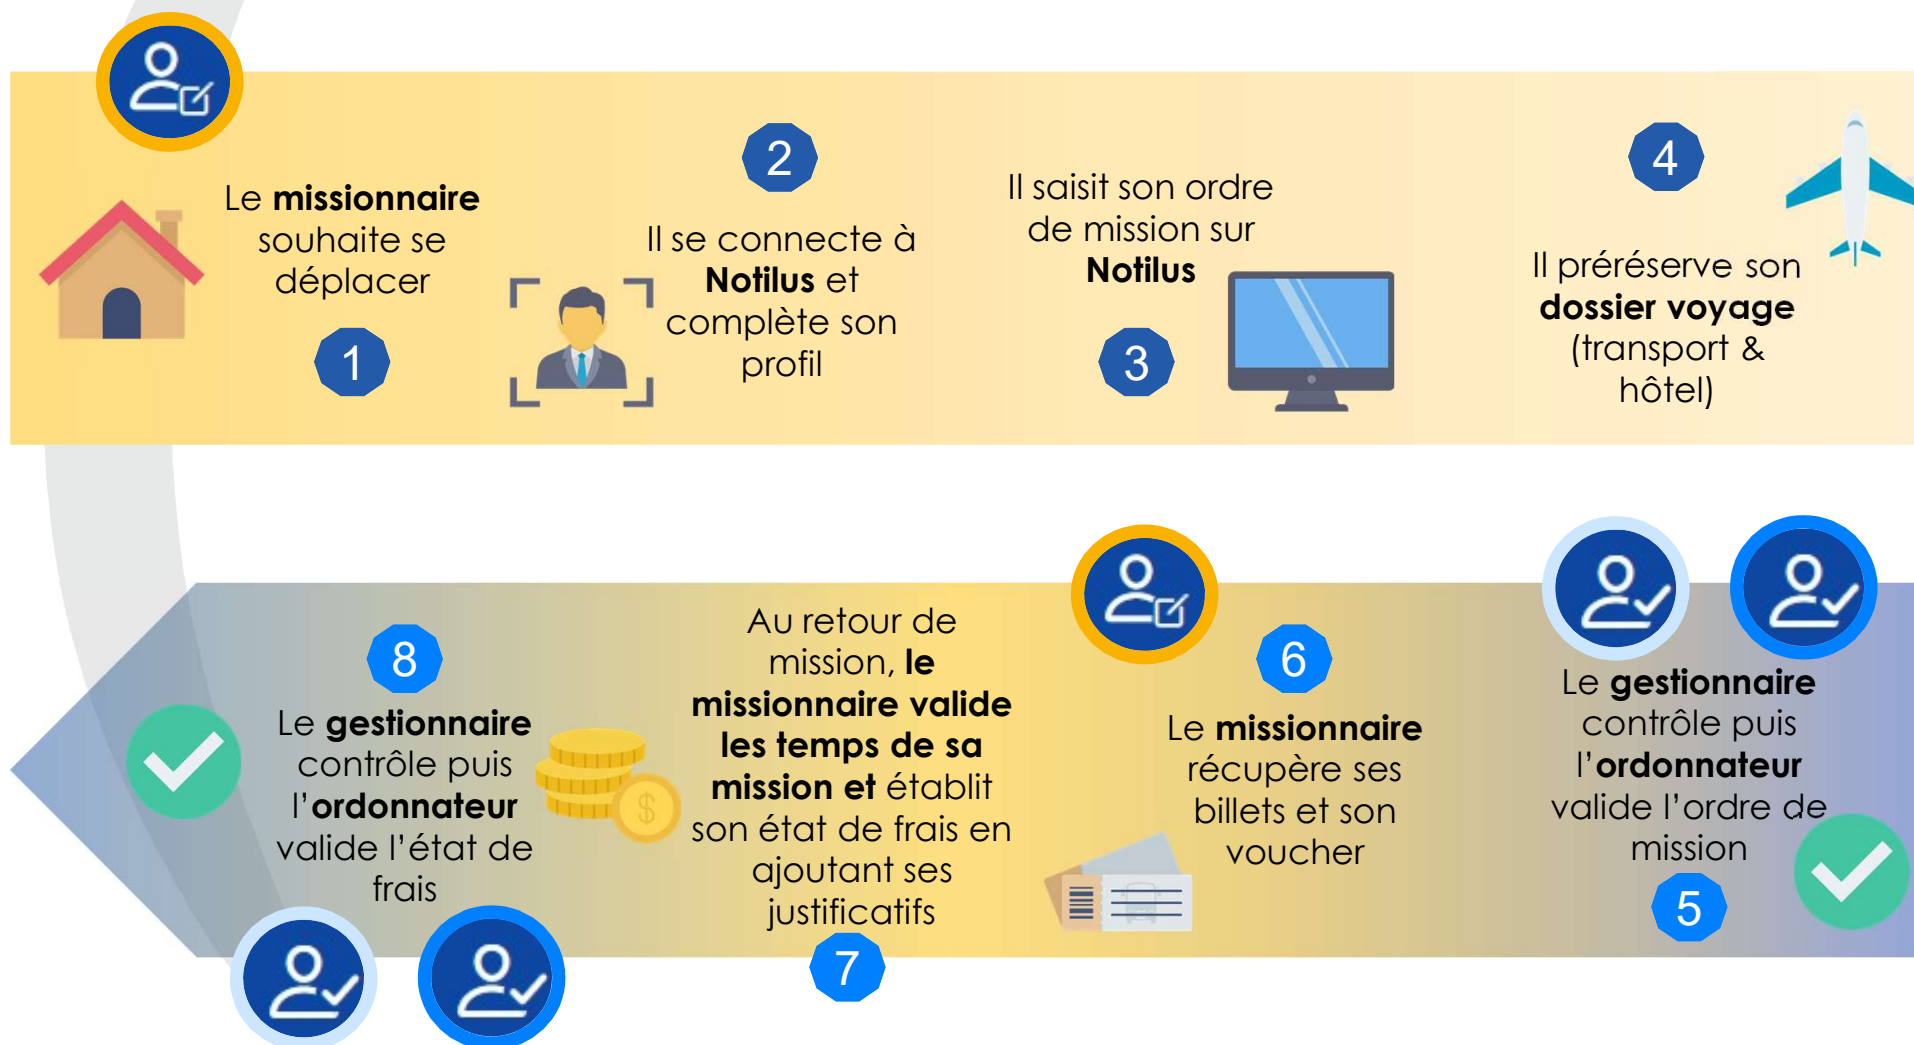 Le missionnaire
souhaite se
déplacer
1
2
Il se connecte à
Notilus et
complète son
profil
Il saisit son ordre
de mission sur
Notilus
3
4
Il préréserve son
dossier voyage
(transport &
hôtel)
Le gestionnaire
contrôle puis
l’ordonnateur
valide l’ordre de
mission
5
6
Le missionnaire
récupère ses
billets et son
voucher
Au retour de
mission, le
missionnaire valide
les temps de sa
mission et établit
son état de frais en
ajoutant ses
justificatifs
7
8
Le gestionnaire
contrôle puis
l’ordonnateur
valide l’état de
frais
$